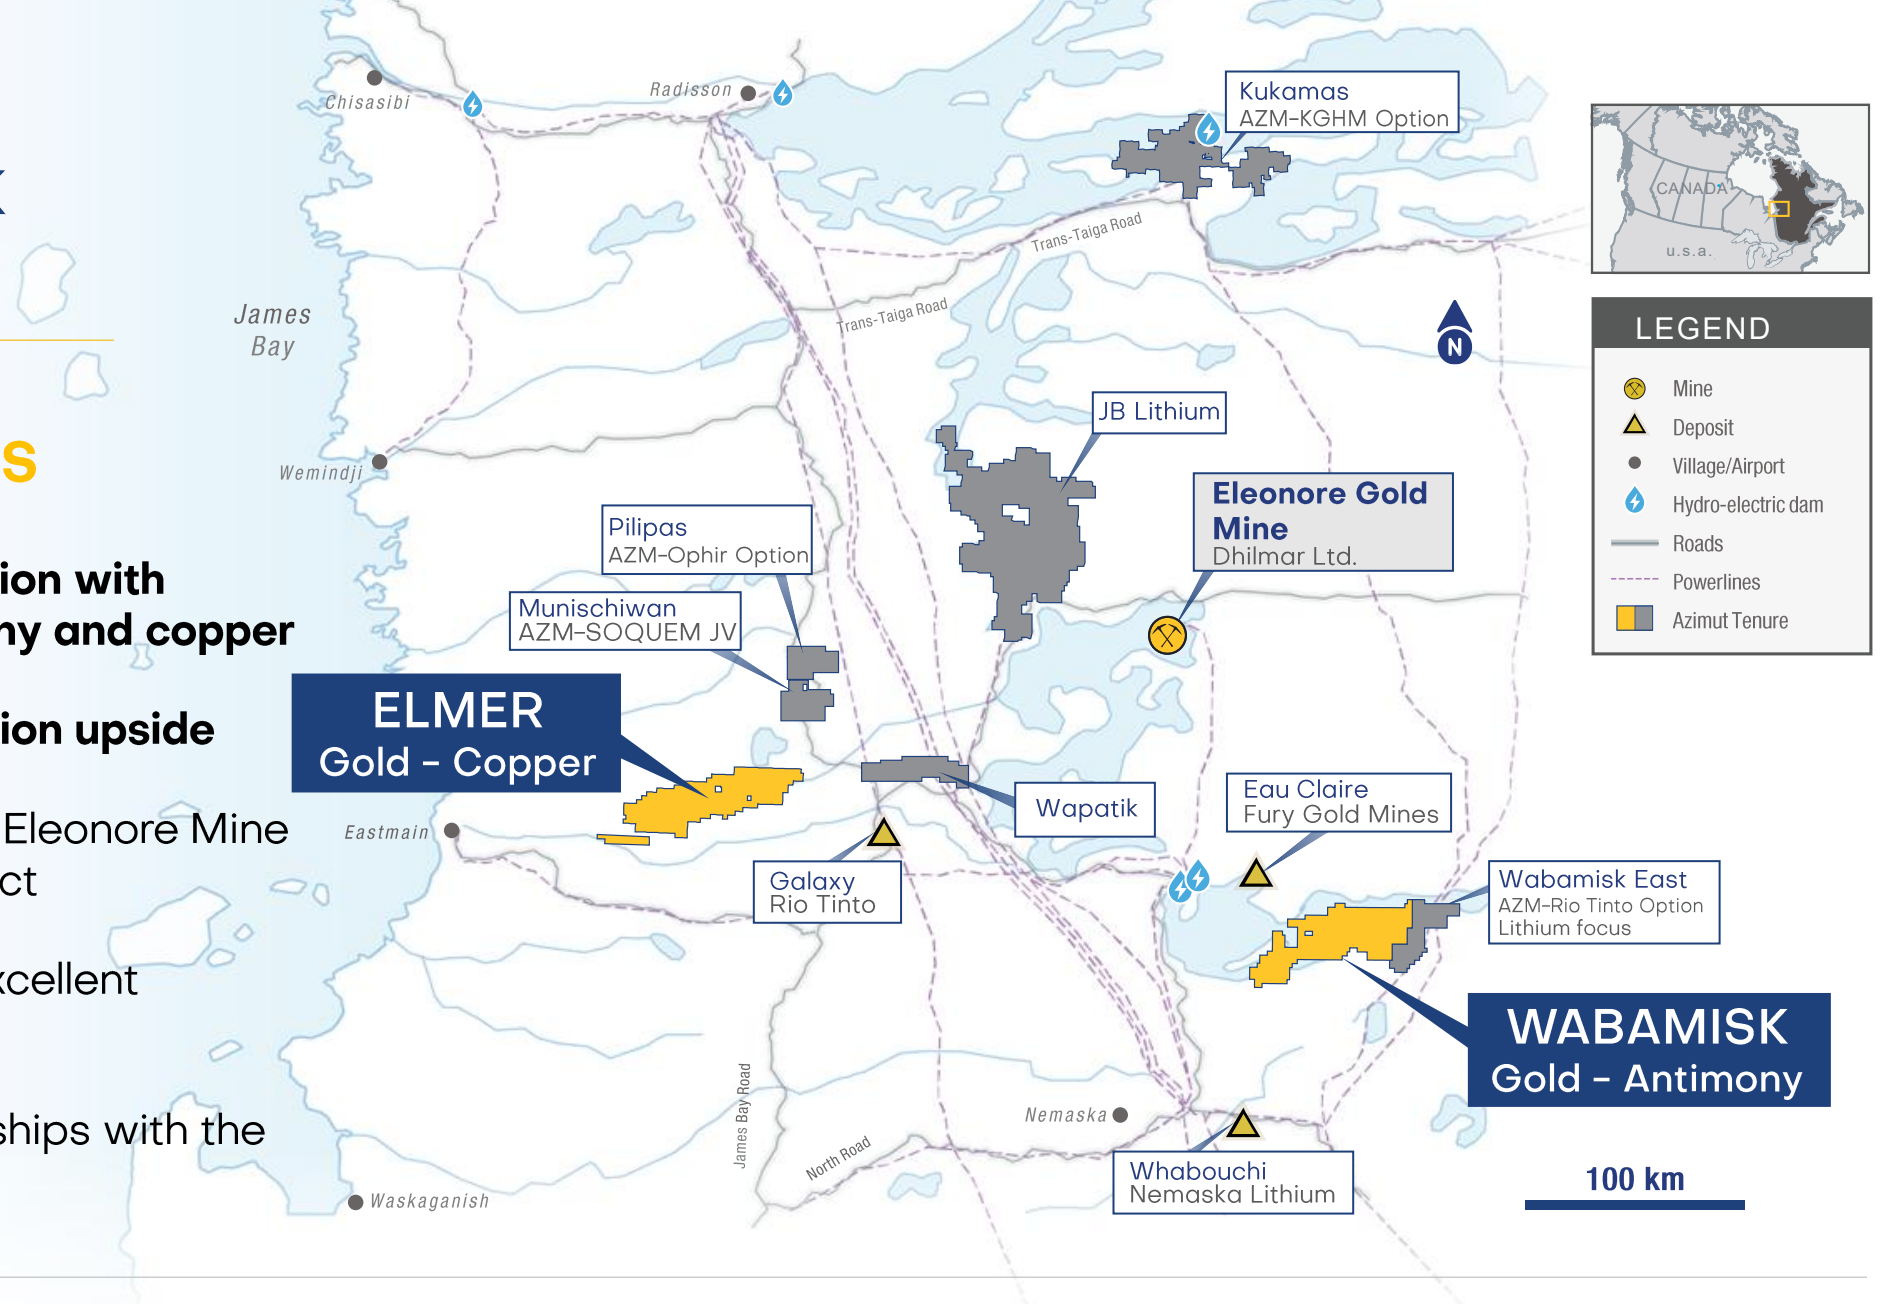 S
ion with
ny and copper
ion upside
Eleonore Mine
ct
xcellent
ships with the
Chisasibi
Radisson
Kukamas
AZM-KGHM Option
Trans-Taiga Road
Trans-Taiga Road
James
Bay
Wemindji
JB Lithium
Eleonore Gold
Mine
Dhilmar Ltd.
Pilipas
AZM-Ophir Option
Munischiwan
AZM-SOQUEM JV
ELMER
Gold - Copper
Eastmain
Wapatik
Galaxy
Rio Tinto
Eau Claire
Fury Gold Mines
Wabamisk East
AZM-Rio Tinto Option
Lithium focus
WABAMISK
Gold - Antimony
Nemaska
James Bay Road
North Road
Whabouchi
Nemaska Lithium
Waskaganish
100 km
N
CANADA
u.s.a.
LEGEND
Mine
Deposit
Village/Airport
Hydro-electric dam
Roads
Powerlines
Azimut Tenure